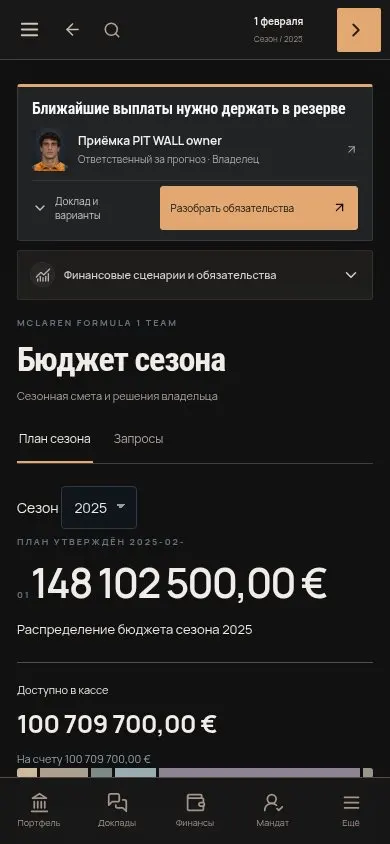 1 февраля
Сезон / 2025
Ближайшие выплаты нужно держать в резерве
Приёмка PIT WALL owner
Ответственный за прогноз · Владелец
Доклад и
варианты
Разобрать обязательства
Финансовые сценарии и обязательства
MCLAREN FORMULA 1 TEAM
Бюджет сезона
Сезонная смета и решения владельца
План сезона
Запросы
Сезон 2025
ПЛАН УТВЕРЖДЁН 2025-02-
01 148 102 500,00 €
Распределение бюджета сезона 2025
Доступно в кассе
100 709 700,00 €
На счету 100 709 700,00 €
Портфель
Доклады
Финансы
Мандат
Ещё